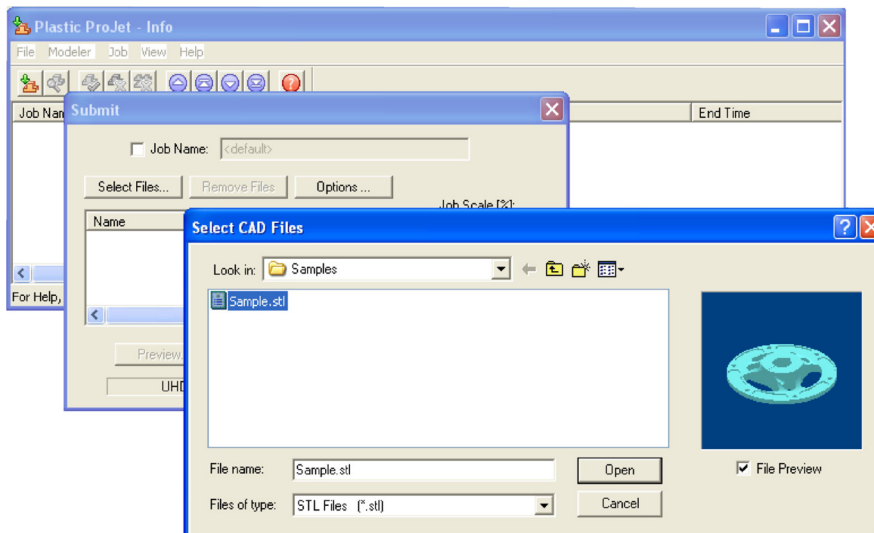 Plastic ProJet - Info
File Modeler Job View Help
Job Nam
End Time
Submit
Job Name: <default>
Select Files... Remove Files Options ...
Job Scale [%]:
Name
For Help,
Preview
UHD
Select CAD Files
Look in: Samples
Sample.stl
File name: Sample.stl Open
File Preview
Files of type: STL Files (*.stl) Cancel